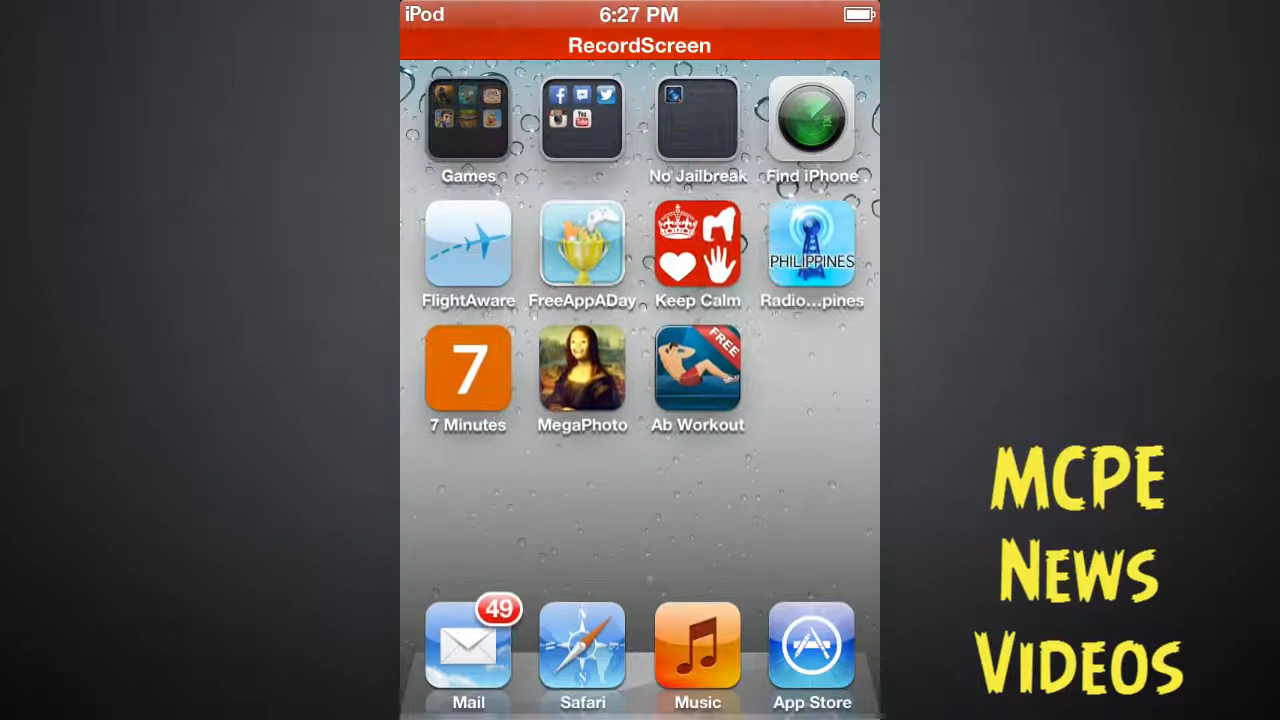 iPod 6:27 PM
RecordScreen
Games No Jailbreak Find iPhone
PHILIPPINES
FlightAware FreeAppADay Keep Calm Radio...pines
7
FREE
7 Minutes MegaPhoto Ab Workout
MCPE
News
Videos
49
Mail Safari Music App Store